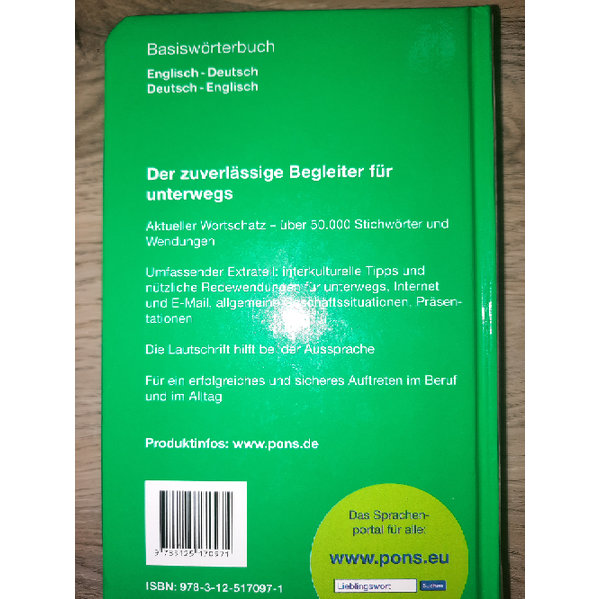 Basiswörterbuch
Englisch - Deutsch
Deutsch - Englisch
Der zuverlässige Begleiter für
unterwegs
Aktueller Wortschatz – über 50.000 Stichwörter und
Wendungen
Umfassender Extrateil: interkulturelle Tipps und
nützliche Redewendungen für unterwegs, Internet
und E-Mail, allgemeine Geschäftssituationen, Präsen-
tationen
Die Lautschrift hilft bei der Aussprache
Für ein erfolgreiches und sicheres Auftreten im Beruf
und im Alltag
Produktinfos: www.pons.de
9 783125 170971
ISBN: 978-3-12-517097-1
Das Sprachen-
portal für alle:
www.pons.eu
Lieblingswort Suchen